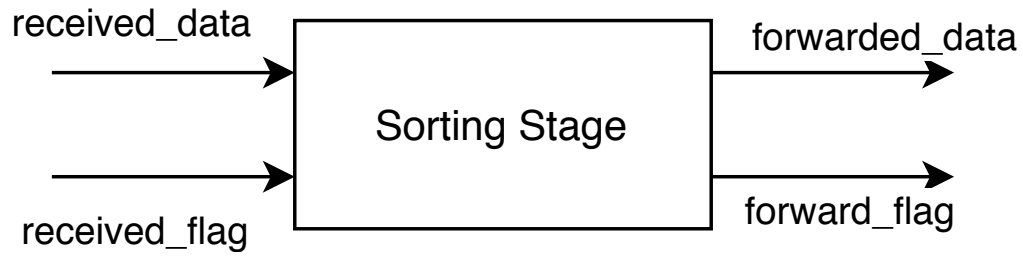 received_data
forwarded_data
Sorting Stage
received_flag
forward_flag